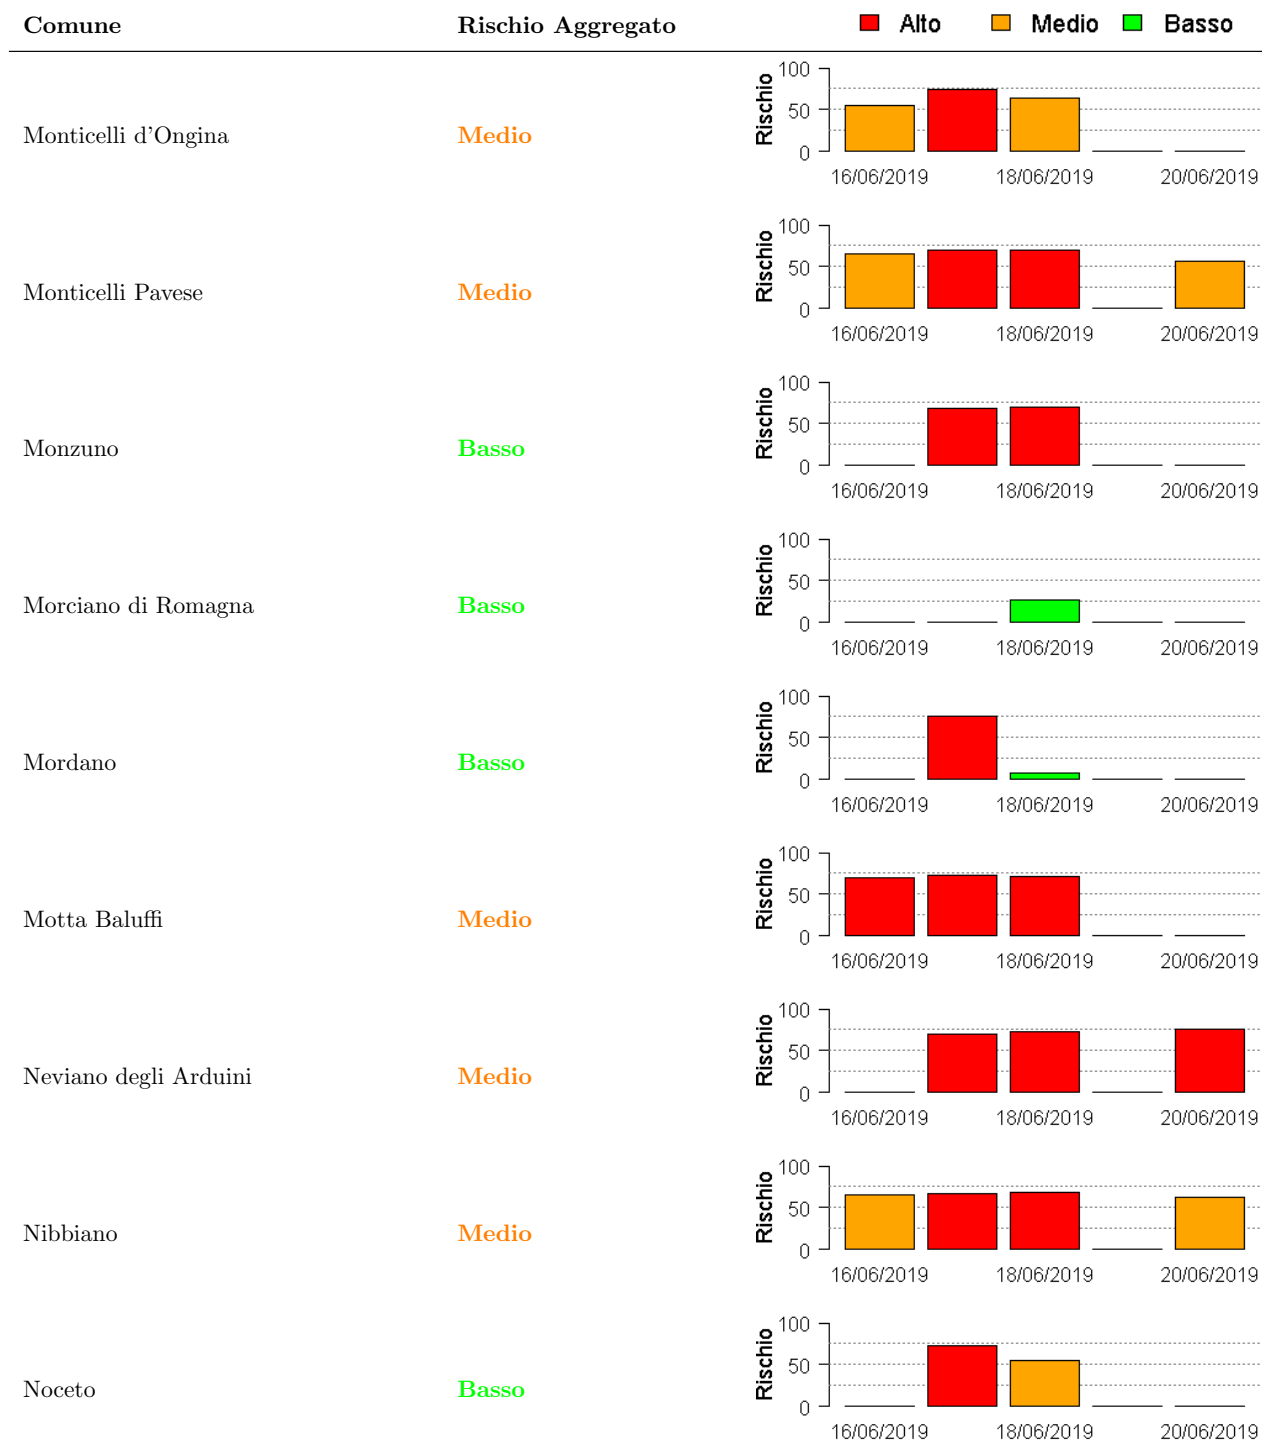 Comune Rischio Aggregato Alto Medio Basso
Monticelli d'Ongina Medio Rischio 100 50 0
16/06/2019 18/06/2019 20/06/2019
Monticelli Pavese Medio Rischio 100 50 0
16/06/2019 18/06/2019 20/06/2019
Monzuno Basso Rischio 100 50 0
16/06/2019 18/06/2019 20/06/2019
Morciano di Romagna Basso Rischio 100 50 0
16/06/2019 18/06/2019 20/06/2019
Mordano Basso Rischio 100 50 0
16/06/2019 18/06/2019 20/06/2019
Motta Baluffi Medio Rischio 100 50 0
16/06/2019 18/06/2019 20/06/2019
Neviano degli Arduini Medio Rischio 100 50 0
16/06/2019 18/06/2019 20/06/2019
Nibbiano Medio Rischio 100 50 0
16/06/2019 18/06/2019 20/06/2019
Noceto Basso Rischio 100 50 0
16/06/2019 18/06/2019 20/06/2019